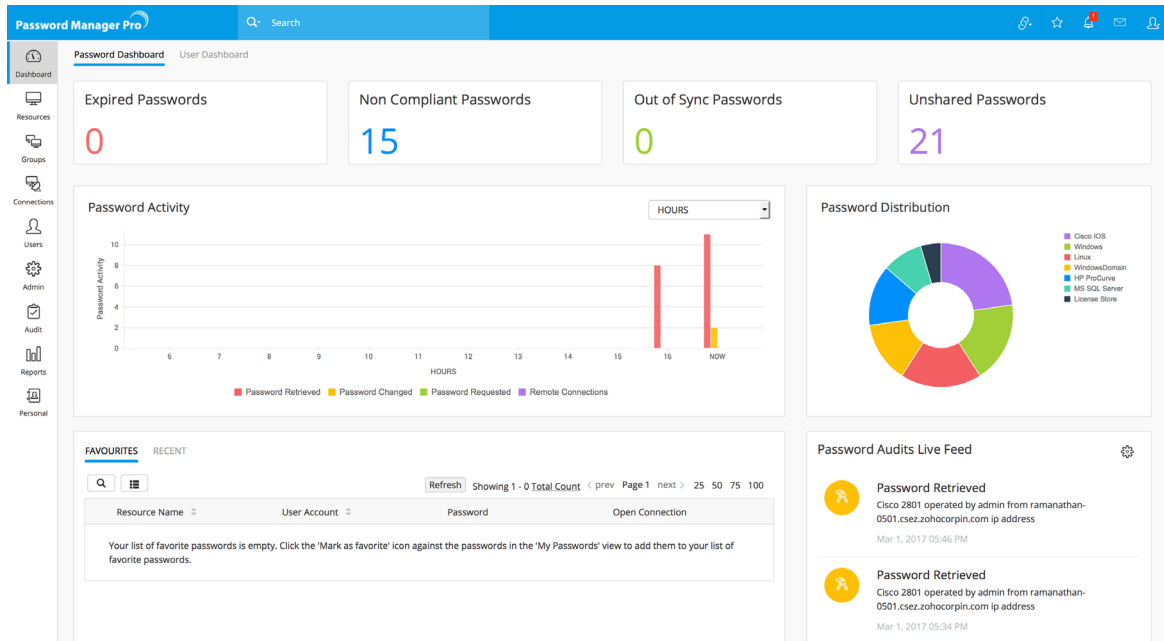 Password Manager Pro
Search
Dashboard
Resources
Groups
Connections
Users
Admin
Audit
Reports
Personal
Password Dashboard User Dashboard
Expired Passwords
0
Non Compliant Passwords
15
Out of Sync Passwords
0
Unshared Passwords
21
Password Activity
HOURS
Password Activity
10
8
6
4
2
0
6 7 8 9 10 11 12 13 14 15 16 NOW
HOURS
Password Retrieved Password Changed Password Requested Remote Connections
Password Distribution
Cisco IOS
Windows
Linux
WindowsDomain
HP ProCurve
MS SQL Server
License Store
FAVOURITES RECENT
Refresh Showing 1 - 0 Total Count < prev Page 1 next > 25 50 75 100
Resource Name User Account Password Open Connection
Your list of favorite passwords is empty. Click the 'Mark as favorite' icon against the passwords in the 'My Passwords' view to add them to your list of
favorite passwords.
Password Audits Live Feed
Password Retrieved
Cisco 2801 operated by admin from ramanathan-
0501.csez.zohocorpin.com ip address
Mar 1, 2017 05:46 PM
Password Retrieved
Cisco 2801 operated by admin from ramanathan-
0501.csez.zohocorpin.com ip address
Mar 1, 2017 05:34 PM